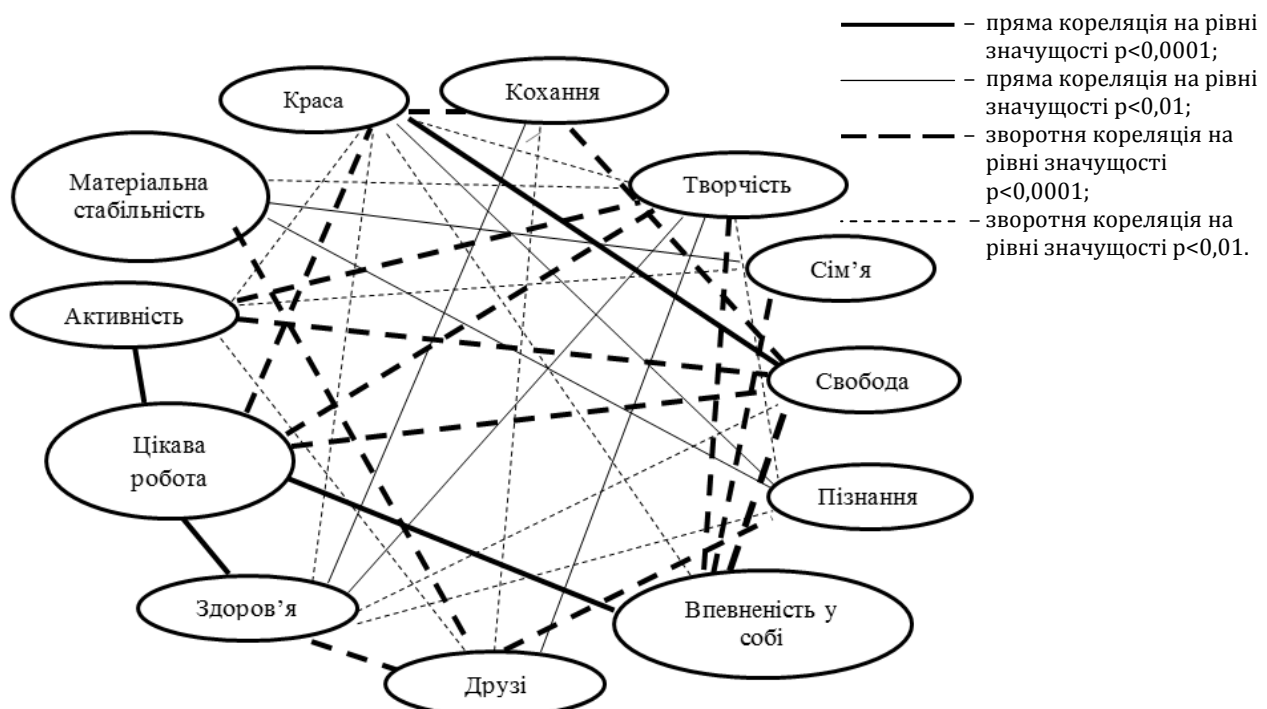 Краса
Кохання
Матеріальна
стабільність
Творчість
Сім’я
Активність
Свобода
Цікава
робота
Пізнання
Здоров’я
Впевненість у
собі
Друзі
– пряма кореляція на рівні
значущості р<0,0001;
– пряма кореляція на рівні
значущості р<0,01;
– зворотня кореляція на
рівні значущості
р<0,0001;
– зворотня кореляція на
рівні значущості р<0,01.